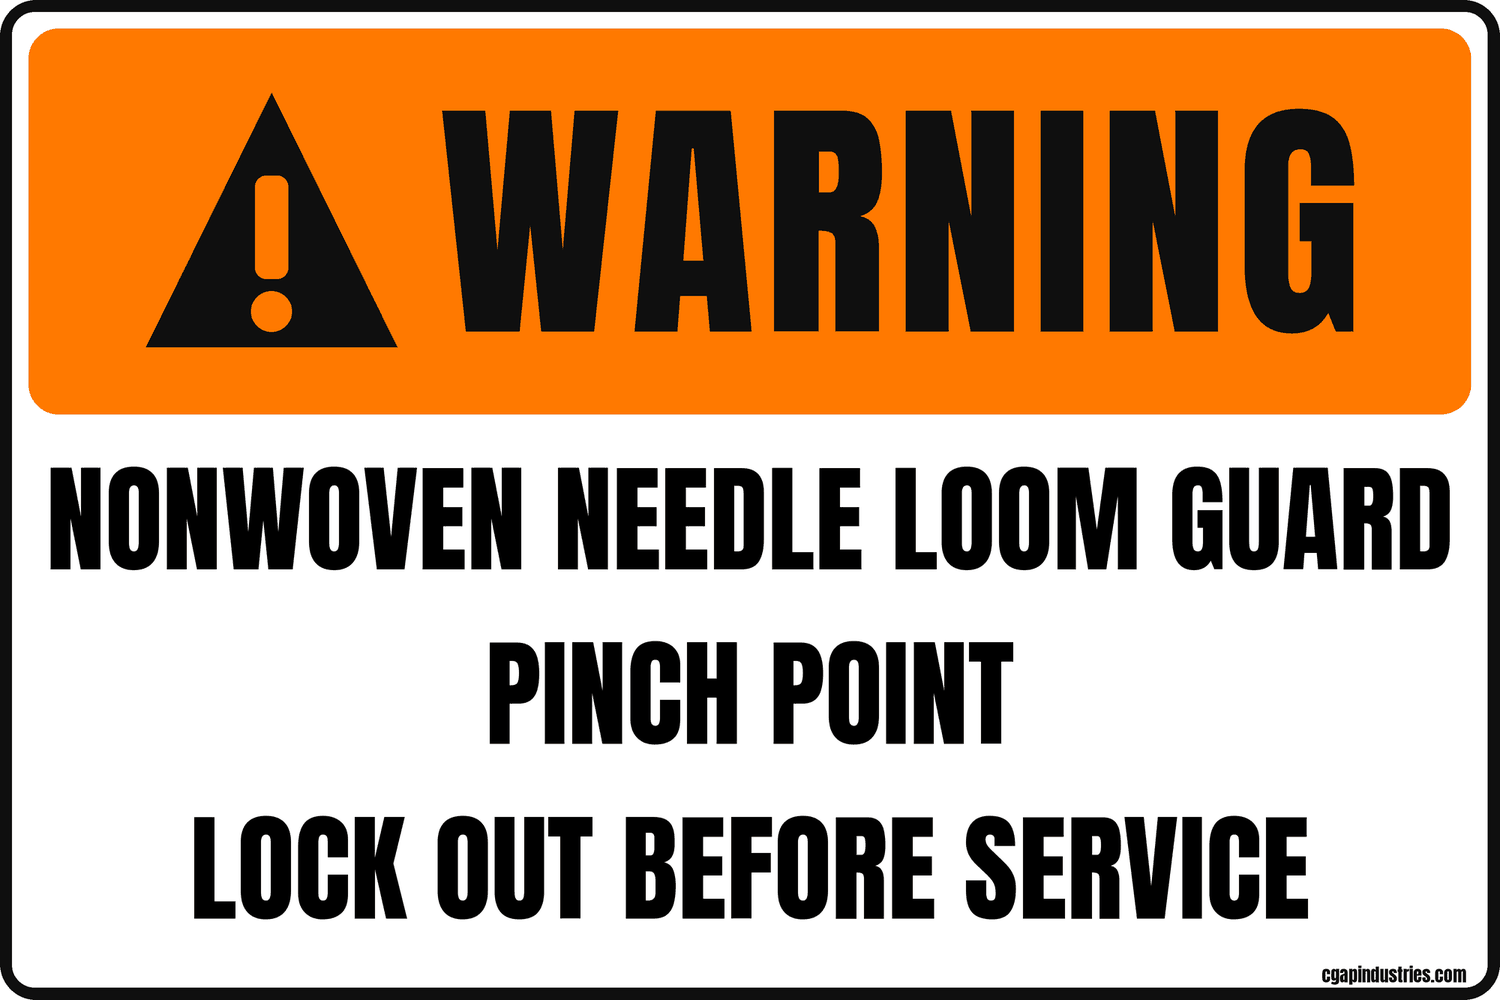 WARNING
NONWOVEN NEEDLE LOOM GUARD
PINCH POINT
LOCK OUT BEFORE SERVICE
cgapindustries.com